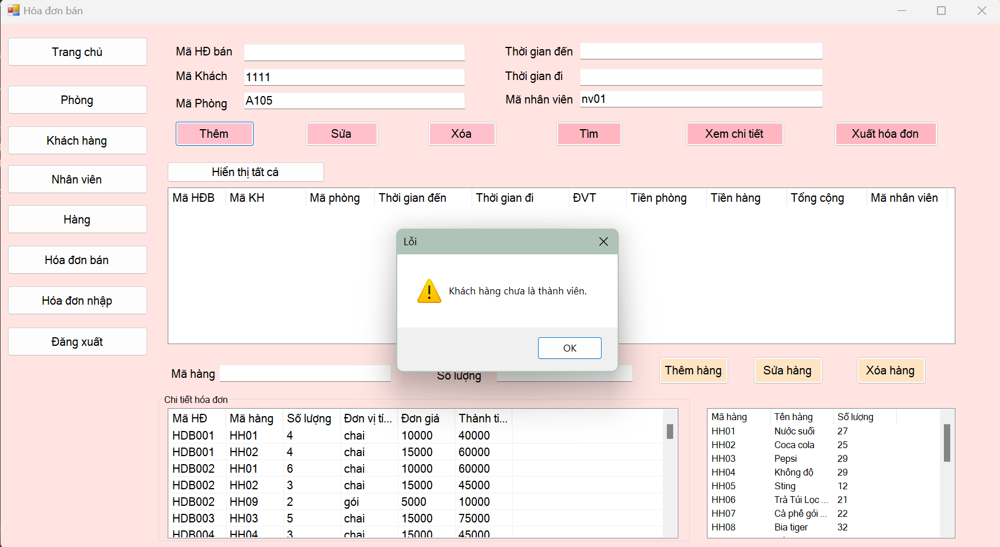 Hóa đơn bán
Trang chủ
Phòng
Khách hàng
Nhân viên
Hàng
Hóa đơn bán
Hóa đơn nhập
Đăng xuất
Mã HĐ bán
Thời gian đến
Mã Khách 1111
Thời gian đi
Mã Phòng A105
Mã nhân viên nv01
Thêm Sửa Xóa Tìm Xem chi tiết Xuất hóa đơn
Hiển thị tất cả
Mã HĐB Mã KH Mã phòng Thời gian đến Thời gian đi ĐVT Tiền phòng Tiền hàng Tổng cộng Mã nhân viên
Lỗi
Khách hàng chưa là thành viên.
OK
Mã hàng Số lượng Thêm hàng Sửa hàng Xóa hàng
Chi tiết hóa đơn
Mã HĐ Mã hàng Số lượng Đơn vị tí... Đơn giá Thành ti...
HDB001 HH01 4 chai 10000 40000
HDB001 HH02 4 chai 15000 60000
HDB002 HH01 6 chai 10000 60000
HDB002 HH02 3 chai 15000 45000
HDB002 HH09 2 gói 5000 10000
HDB003 HH03 5 chai 15000 75000
HDB004 HH04 3 chai 15000 45000
Mã hàng Tên hàng Số lượng
HH01 Nước suối 27
HH02 Coca cola 25
HH03 Pepsi 29
HH04 Không độ 29
HH05 Sting 12
HH06 Trà Túi Lọc ... 21
HH07 Cà phê gói ... 22
HH08 Bia tiger 32